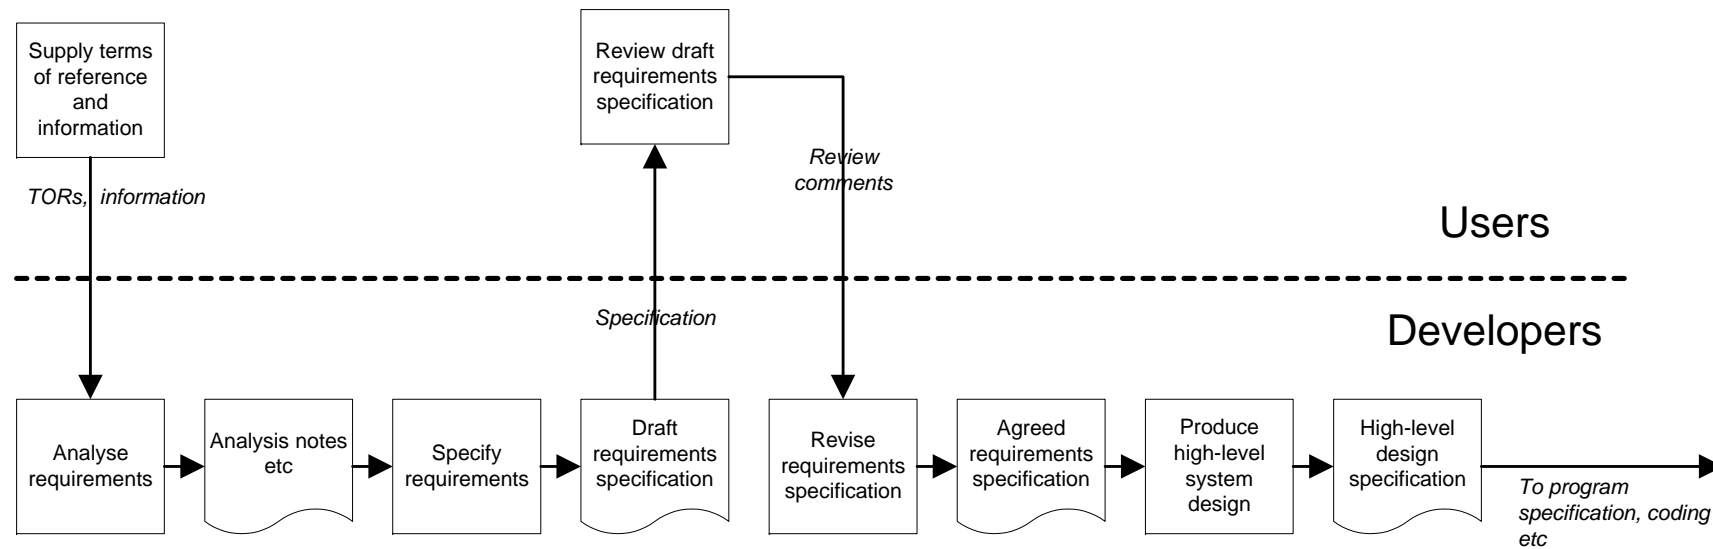 Supply terms
of reference
and
information
Review draft
requirements
specification
TORs, information
Review
comments
Users
Specification
Developers
Analyse
requirements
Analysis notes
etc
Specify
requirements
Draft
requirements
specification
Revise
requirements
specification
Agreed
requirements
specification
Produce
high-level
system
design
High-level
design
specification
To program
specification, coding
etc